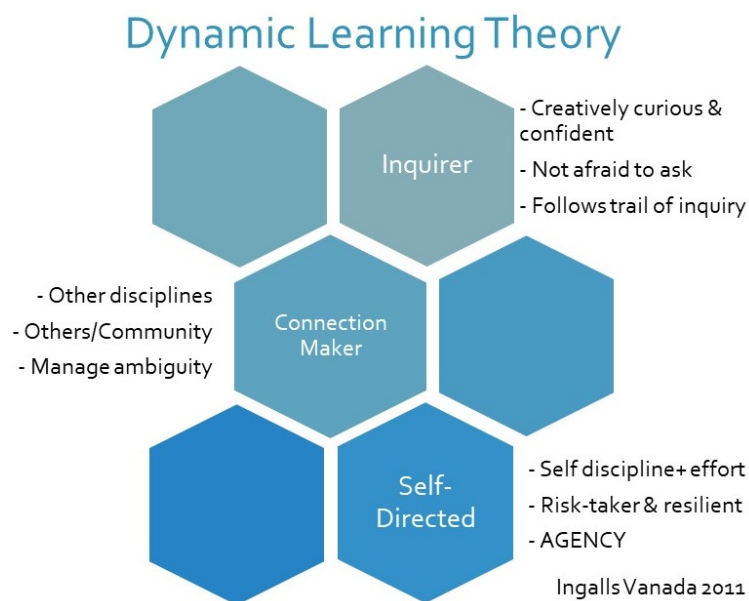 Dynamic Learning Theory
Inquirer
- Creatively curious &
confident
- Not afraid to ask
- Follows trail of inquiry
- Other disciplines
- Others/Community
- Manage ambiguity
Connection
Maker
Self-
Directed
- Self discipline+ effort
- Risk-taker & resilient
- AGENCY
Ingalls Vanada 2011